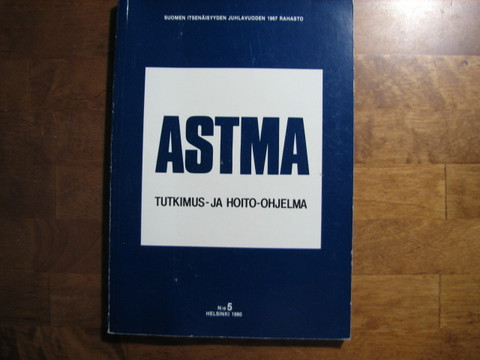 SUOMEN ITSENÄISYYDEN JUHLAVUODEN 1967 RAHASTO
ASTMA
TUTKIMUS-JA HOITO-OHJELMA
N:o 5
HELSINKI 1980